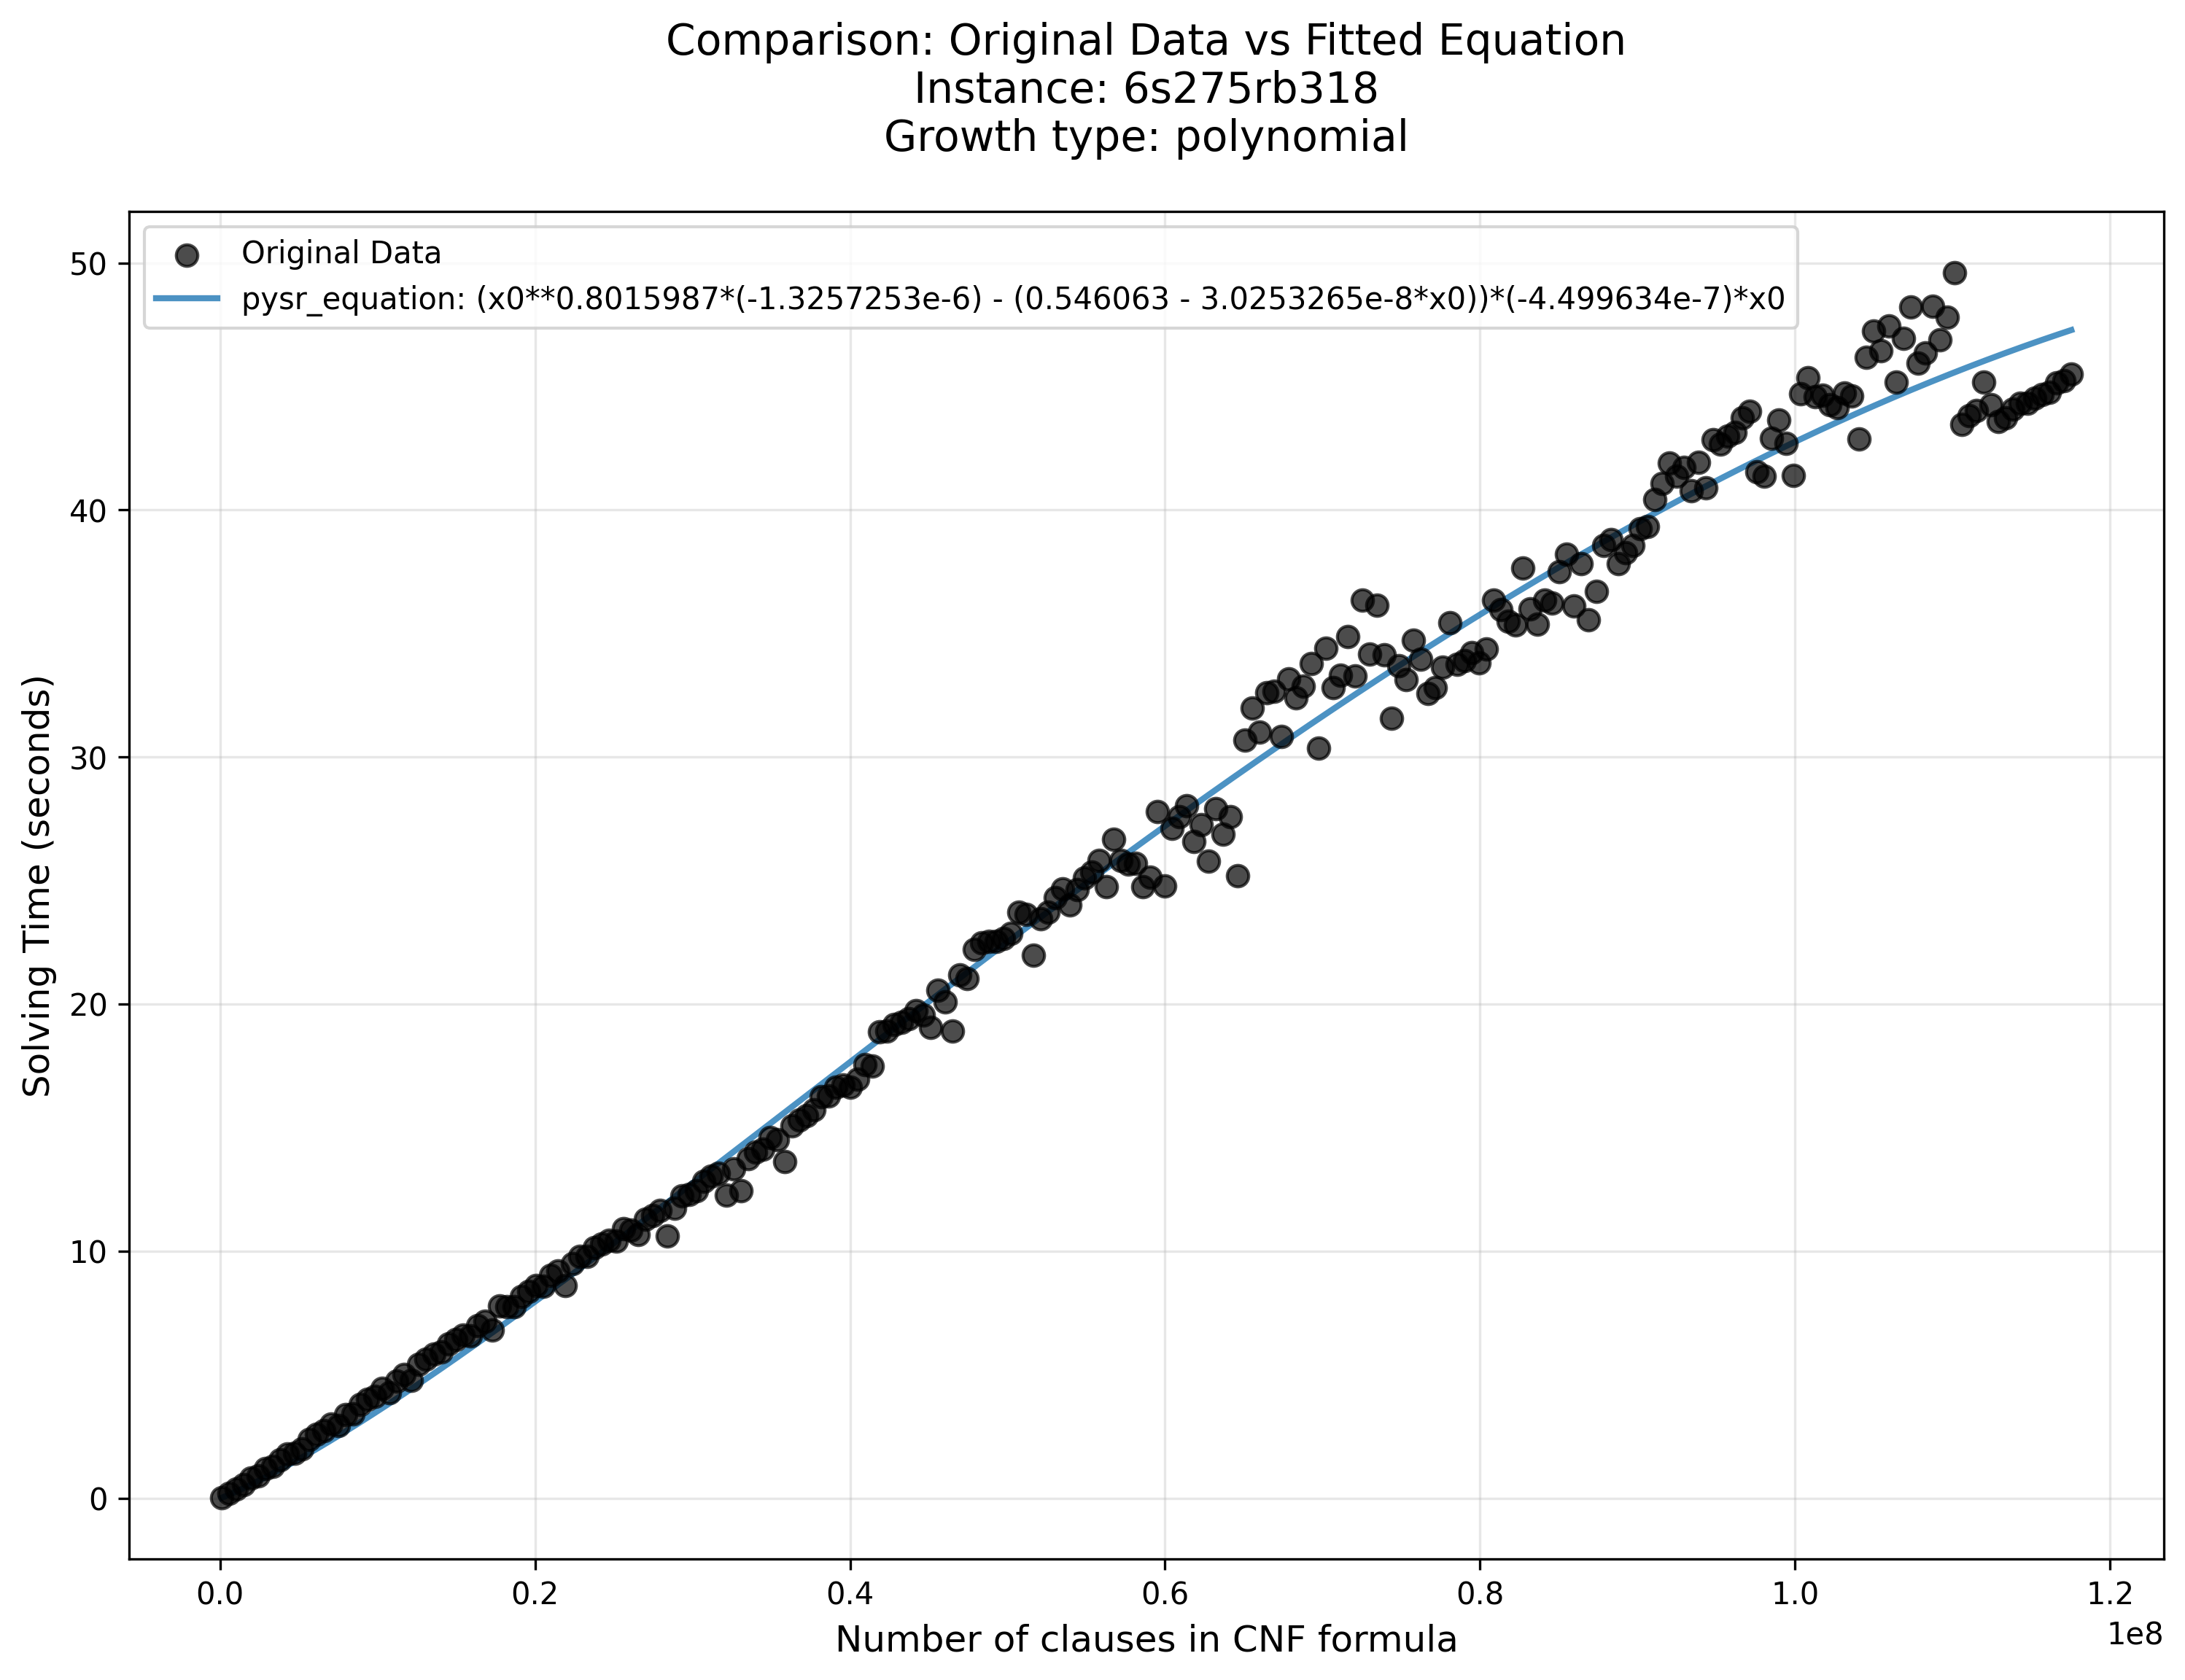 Comparison: Original Data vs Fitted Equation
Instance: 6s275rb318
Growth type: polynomial
Original Data
pysr_equation: (x0**0.8015987*(-1.3257253e-6) - (0.546063 - 3.0253265e-8*x0))*(-4.499634e-7)*x0
Solving Time (seconds)
50
40
30
20
10
0
0.0 0.2 0.4 0.6 0.8 1.0 1.2
1e8
Number of clauses in CNF formula